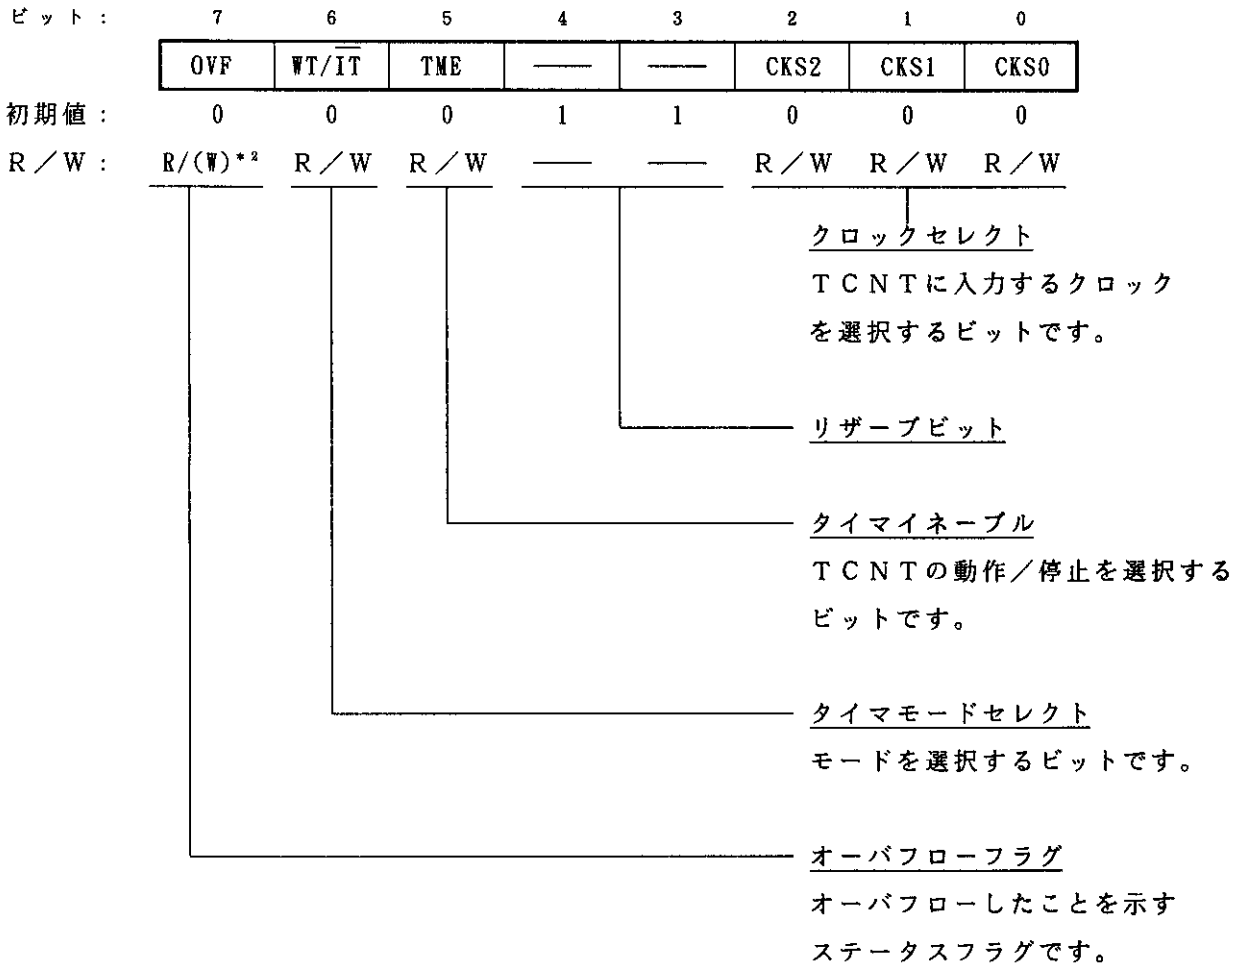 ビット： 7 6 5 4 3 2 1 0
OVF WT/IT TME ―― ―― CKS2 CKS1 CKS0
初期値： 0 0 0 1 1 0 0 0
R／W： R/(W)*2 R／W R／W ―― ―― R／W R／W R／W
クロックセレクト
TCNTに入力するクロック
を選択するビットです。
リザーブビット
タイマイネーブル
TCNTの動作／停止を選択する
ビットです。
タイマモードセレクト
モードを選択するビットです。
オーバフローフラグ
オーバフローしたことを示す
ステータスフラグです。